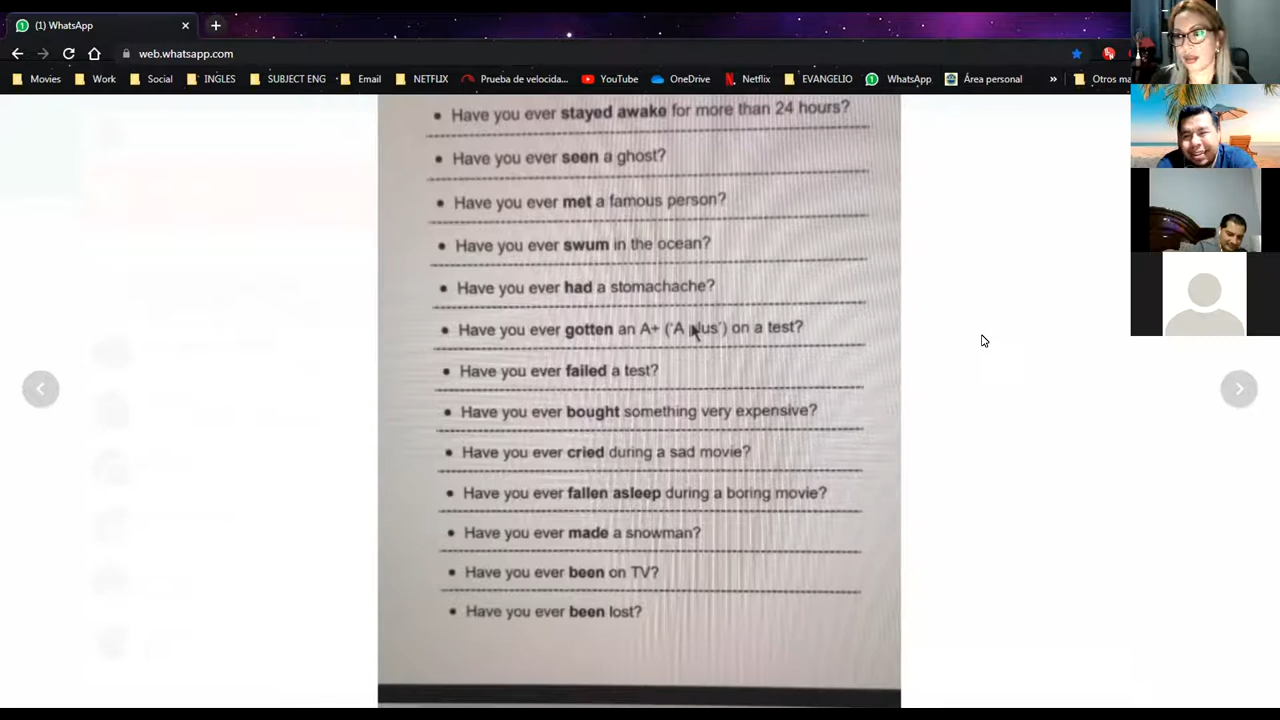 (1) WhatsApp
web.whatsapp.com
Movies Work Social INGLES SUBJECT ENG Email NETFLIX Prueba de velocida... YouTube OneDrive Netflix EVANGELIO WhatsApp Área personal » Otros ma
• Have you ever stayed awake for more than 24 hours?
• Have you ever seen a ghost?
• Have you ever met a famous person?
• Have you ever swum in the ocean?
• Have you ever had a stomachache?
• Have you ever gotten an A+ ('A plus') on a test?
• Have you ever failed a test?
• Have you ever bought something very expensive?
• Have you ever cried during a sad movie?
• Have you ever fallen asleep during a boring movie?
• Have you ever made a snowman?
• Have you ever been on TV?
• Have you ever been lost?